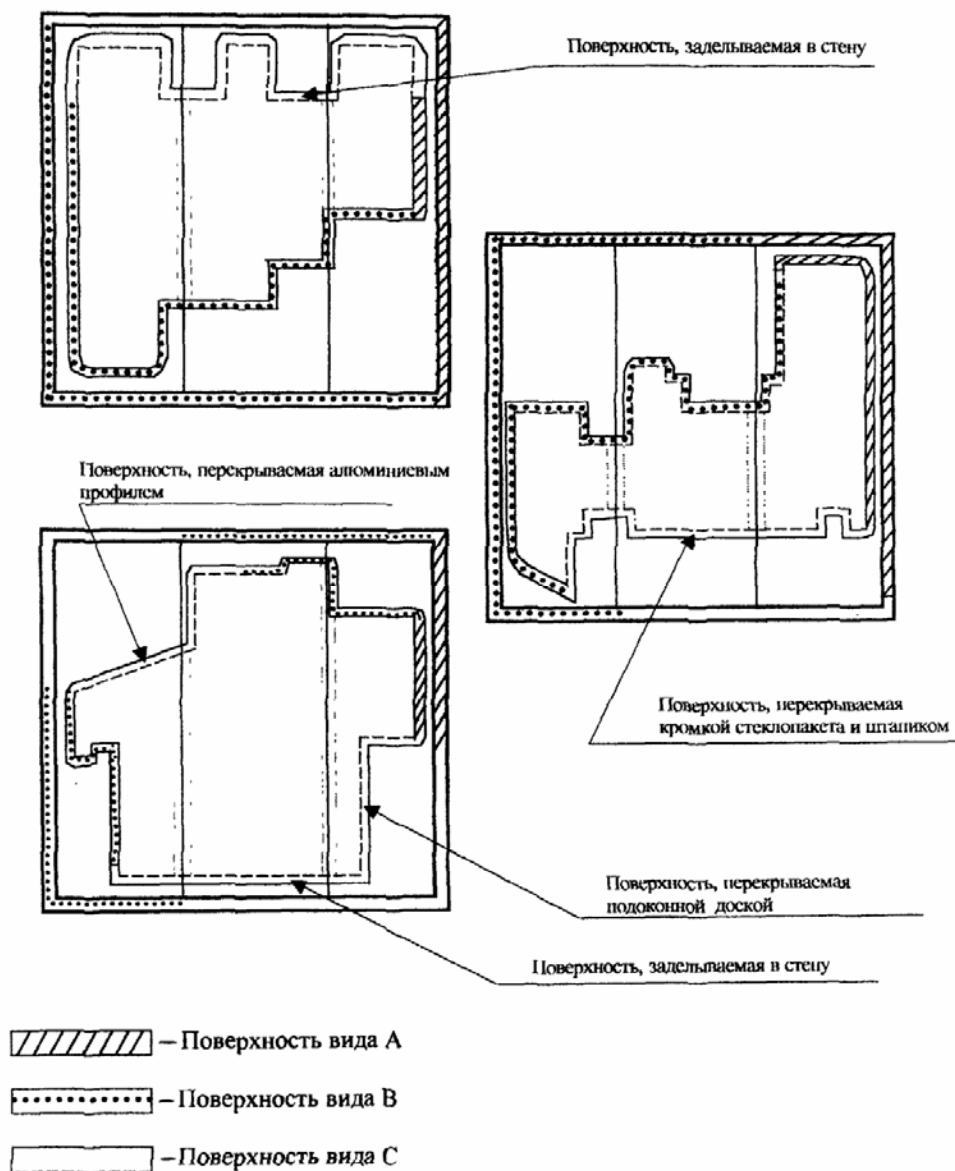 Поверхность, заделываемая в стену
Поверхность, перекрываемая алюминиевым
профилем
Поверхность, перекрываемая
кромкой стеклопакета и штапиком
Поверхность, перекрываемая
подоконной доской
Поверхность, заделываемая в стену
– Поверхность вида А
– Поверхность вида В
– Поверхность вида С